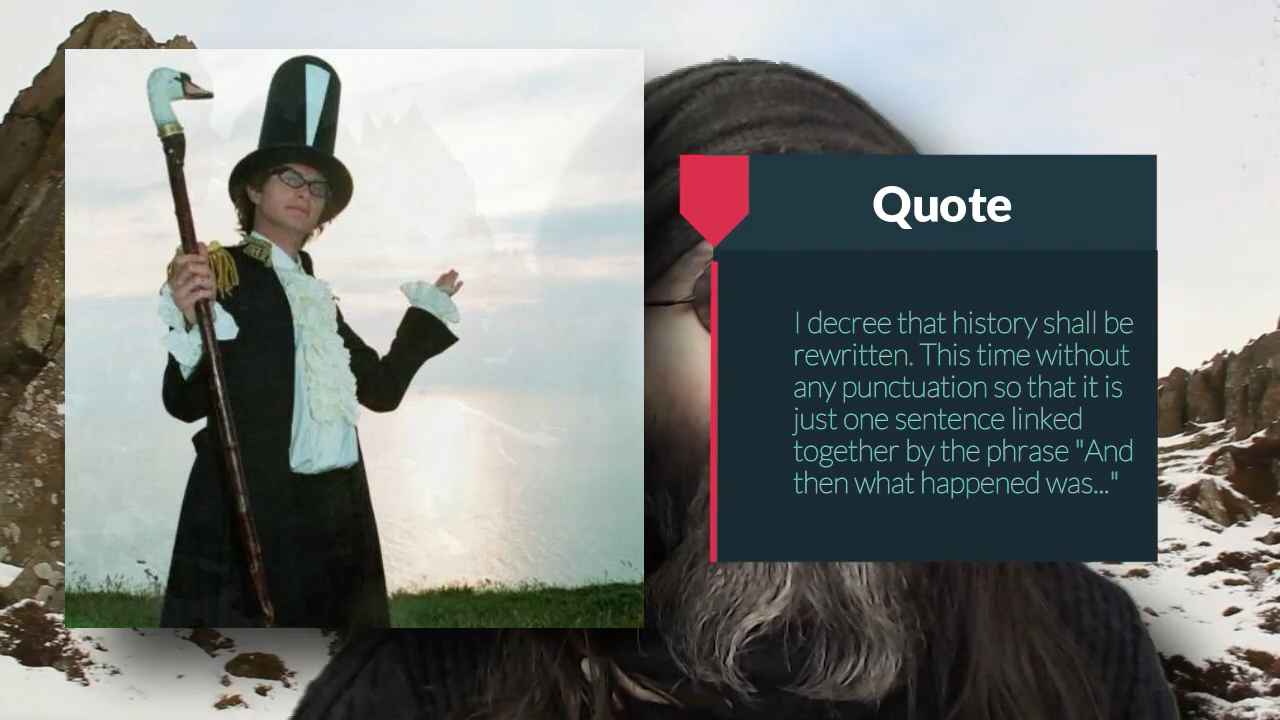 Quote
I decree that history shall be
rewritten. This time without
any punctuation so that it is
just one sentence linked
together by the phrase "And
then what happened was..."